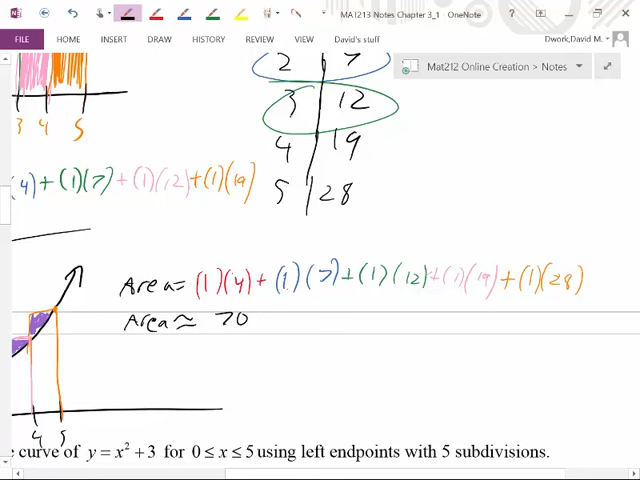 MAT213 Notes Chapter 3_1 - OneNote
FILE HOME INSERT DRAW HISTORY REVIEW VIEW David's stuff Dwork,David M.
Mat212 Online Creation » Notes
2 7
3 12
4 19
5 28
3 4 5
4) + (1)(7) + (1)(12) + (1)(19)
Area = (1)(4) + (1)(7) + (1)(12) + (1)(19) + (1)(28)
Area ≈ 70
4 5
e curve of y = x² + 3 for 0 ≤ x ≤ 5 using left endpoints with 5 subdivisions.